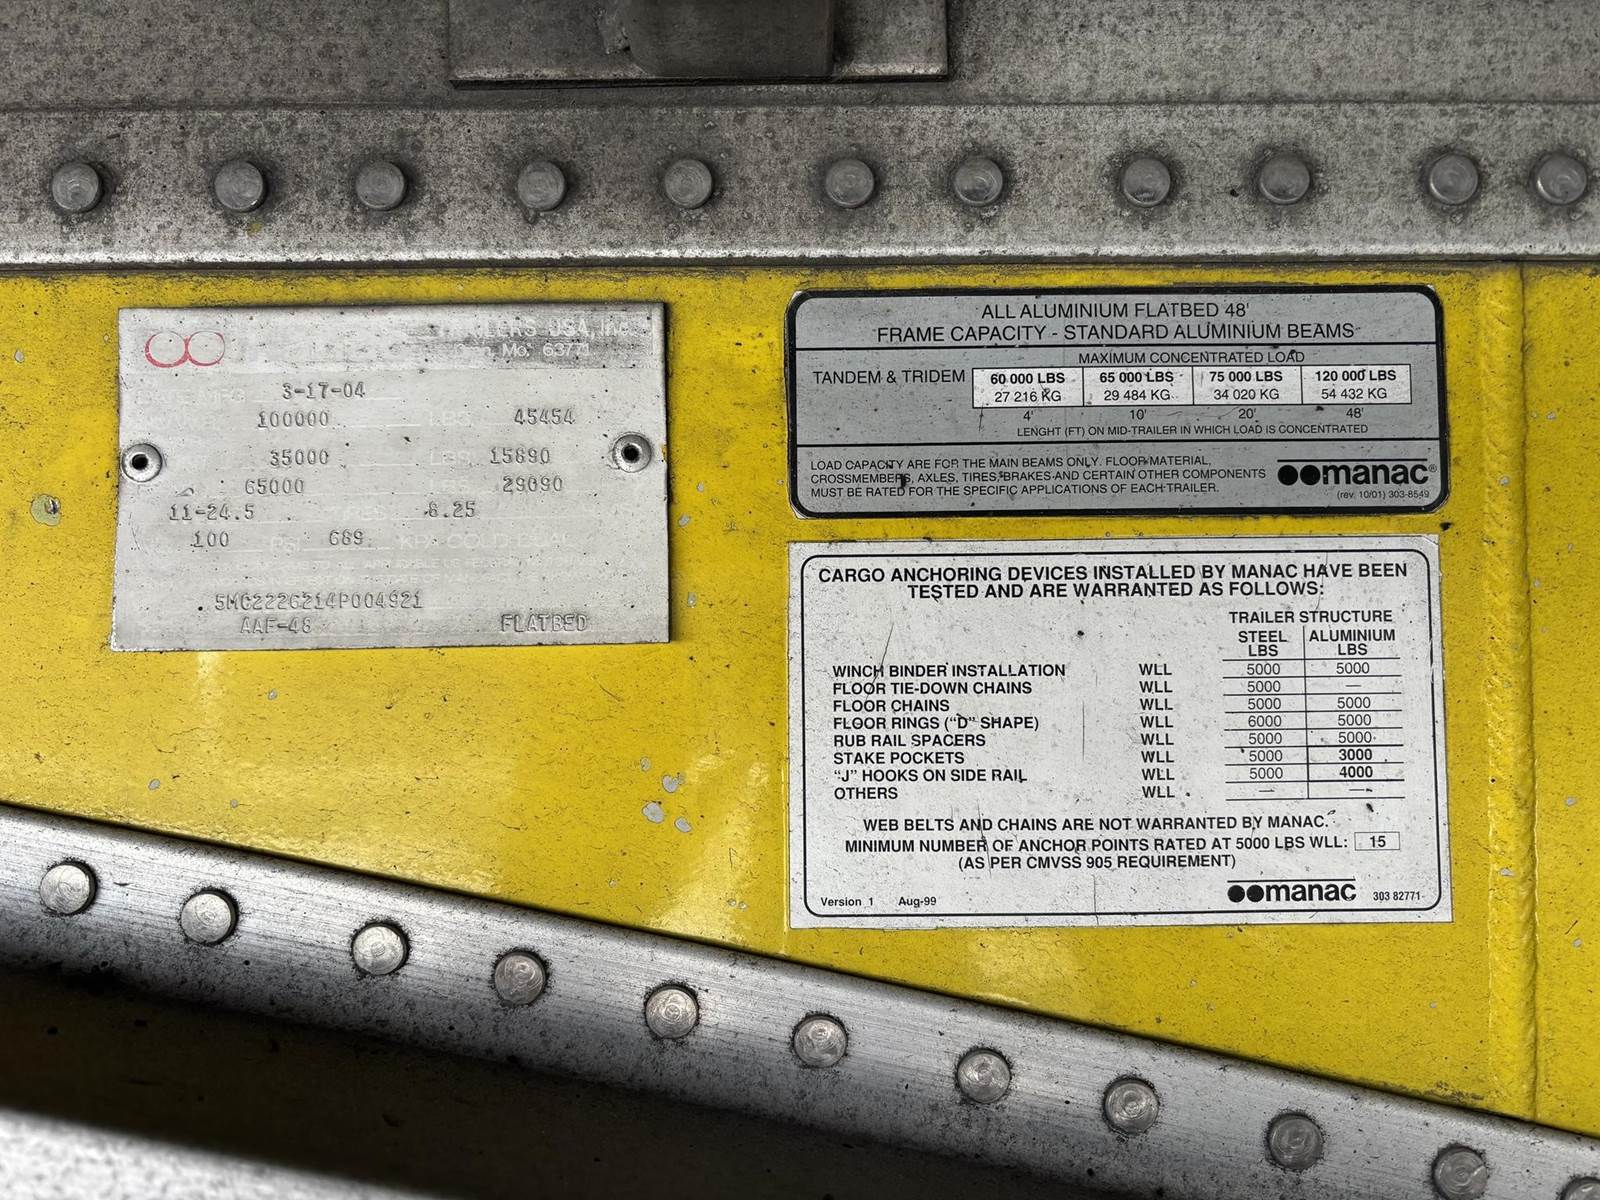 TRAILERS USA, Inc
Mo. 63771
3-17-04
100000 LBS 45454
35000 LBS 15890
65000 29090
11-24.5 8.25
100 PSI 689 KPA COLD DUAL
5MC2226214P004921
AAF-48 FLATBED
ALL ALUMINIUM FLATBED 48'
FRAME CAPACITY - STANDARD ALUMINIUM BEAMS
MAXIMUM CONCENTRATED LOAD
TANDEM & TRIDEM 60 000 LBS 65 000 LBS 75 000 LBS 120 000 LBS
27 216 KG 29 484 KG 34 020 KG 54 432 KG
4' 10' 20' 48'
LENGHT (FT) ON MID-TRAILER IN WHICH LOAD IS CONCENTRATED
LOAD CAPACITY ARE FOR THE MAIN BEAMS ONLY. FLOOR MATERIAL,
CROSSMEMBERS, AXLES, TIRES, BRAKES AND CERTAIN OTHER COMPONENTS
MUST BE RATED FOR THE SPECIFIC APPLICATIONS OF EACH TRAILER.
manac®
(rev. 10/01) 303-8549
CARGO ANCHORING DEVICES INSTALLED BY MANAC HAVE BEEN
TESTED AND ARE WARRANTED AS FOLLOWS:
TRAILER STRUCTURE
STEEL ALUMINIUM
LBS LBS
WINCH BINDER INSTALLATION WLL 5000 5000
FLOOR TIE-DOWN CHAINS WLL 5000 —
FLOOR CHAINS WLL 5000 5000
FLOOR RINGS ("D" SHAPE) WLL 6000 5000
RUB RAIL SPACERS WLL 5000 5000
STAKE POCKETS WLL 5000 3000
"J" HOOKS ON SIDE RAIL WLL 5000 4000
OTHERS WLL — —
WEB BELTS AND CHAINS ARE NOT WARRANTED BY MANAC.
MINIMUM NUMBER OF ANCHOR POINTS RATED AT 5000 LBS WLL: 15
(AS PER CMVSS 905 REQUIREMENT)
manac
Version 1 Aug-99 303 82771